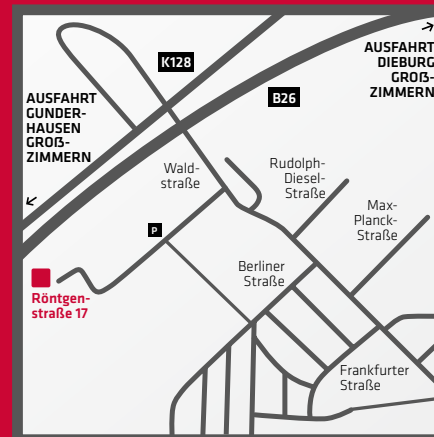 K128
AUSFAHRT
DIEBURG
GROß-
ZIMMERN
B26
AUSFAHRT
GUNDER-
HAUSEN
GROß-
ZIMMERN
Wald-
straße
Rudolph-
Diesel-
Straße
Max-
Planck-
Straße
P
Berliner
Straße
Röntgen-
straße 17
Frankfurter
Straße